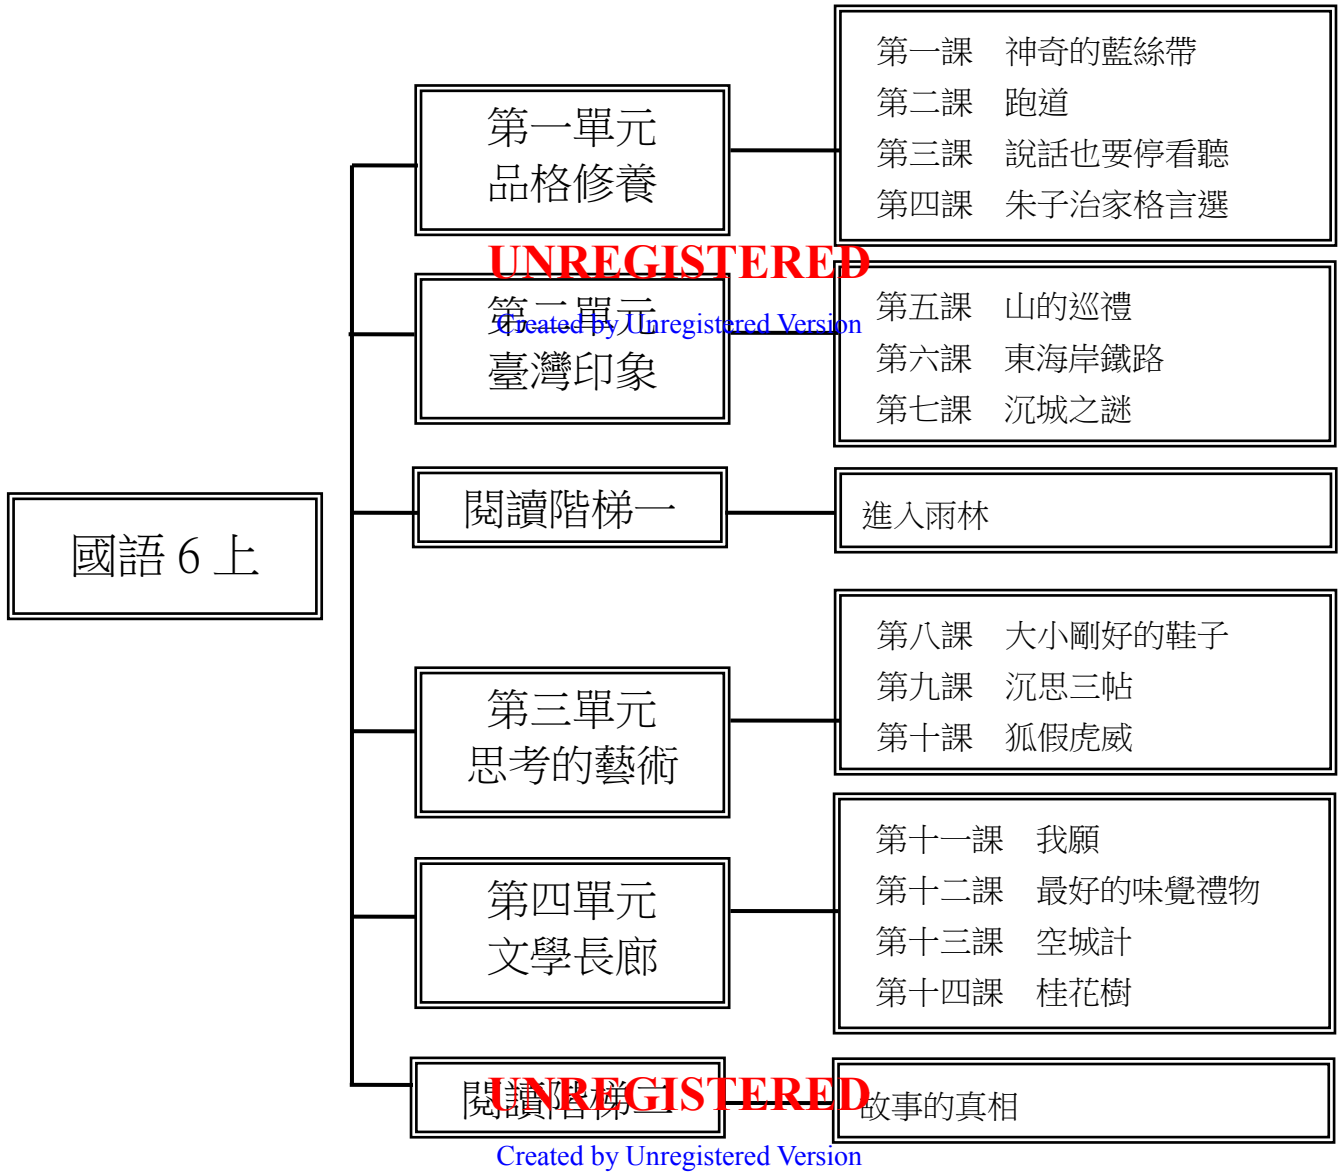 國語 6 上
第一單元
品格修養
第一課　神奇的藍絲帶
第二課　跑道
第三課　說話也要停看聽
第四課　朱子治家格言選
UNREGISTERED
Created by Unregistered Version
第二單元
臺灣印象
第五課　山的巡禮
第六課　東海岸鐵路
第七課　沉城之謎
閱讀階梯一
進入雨林
第三單元
思考的藝術
第八課　大小剛好的鞋子
第九課　沉思三帖
第十課　狐假虎威
第四單元
文學長廊
第十一課　我願
第十二課　最好的味覺禮物
第十三課　空城計
第十四課　桂花樹
閱讀階梯二
故事的真相
UNREGISTERED
Created by Unregistered Version